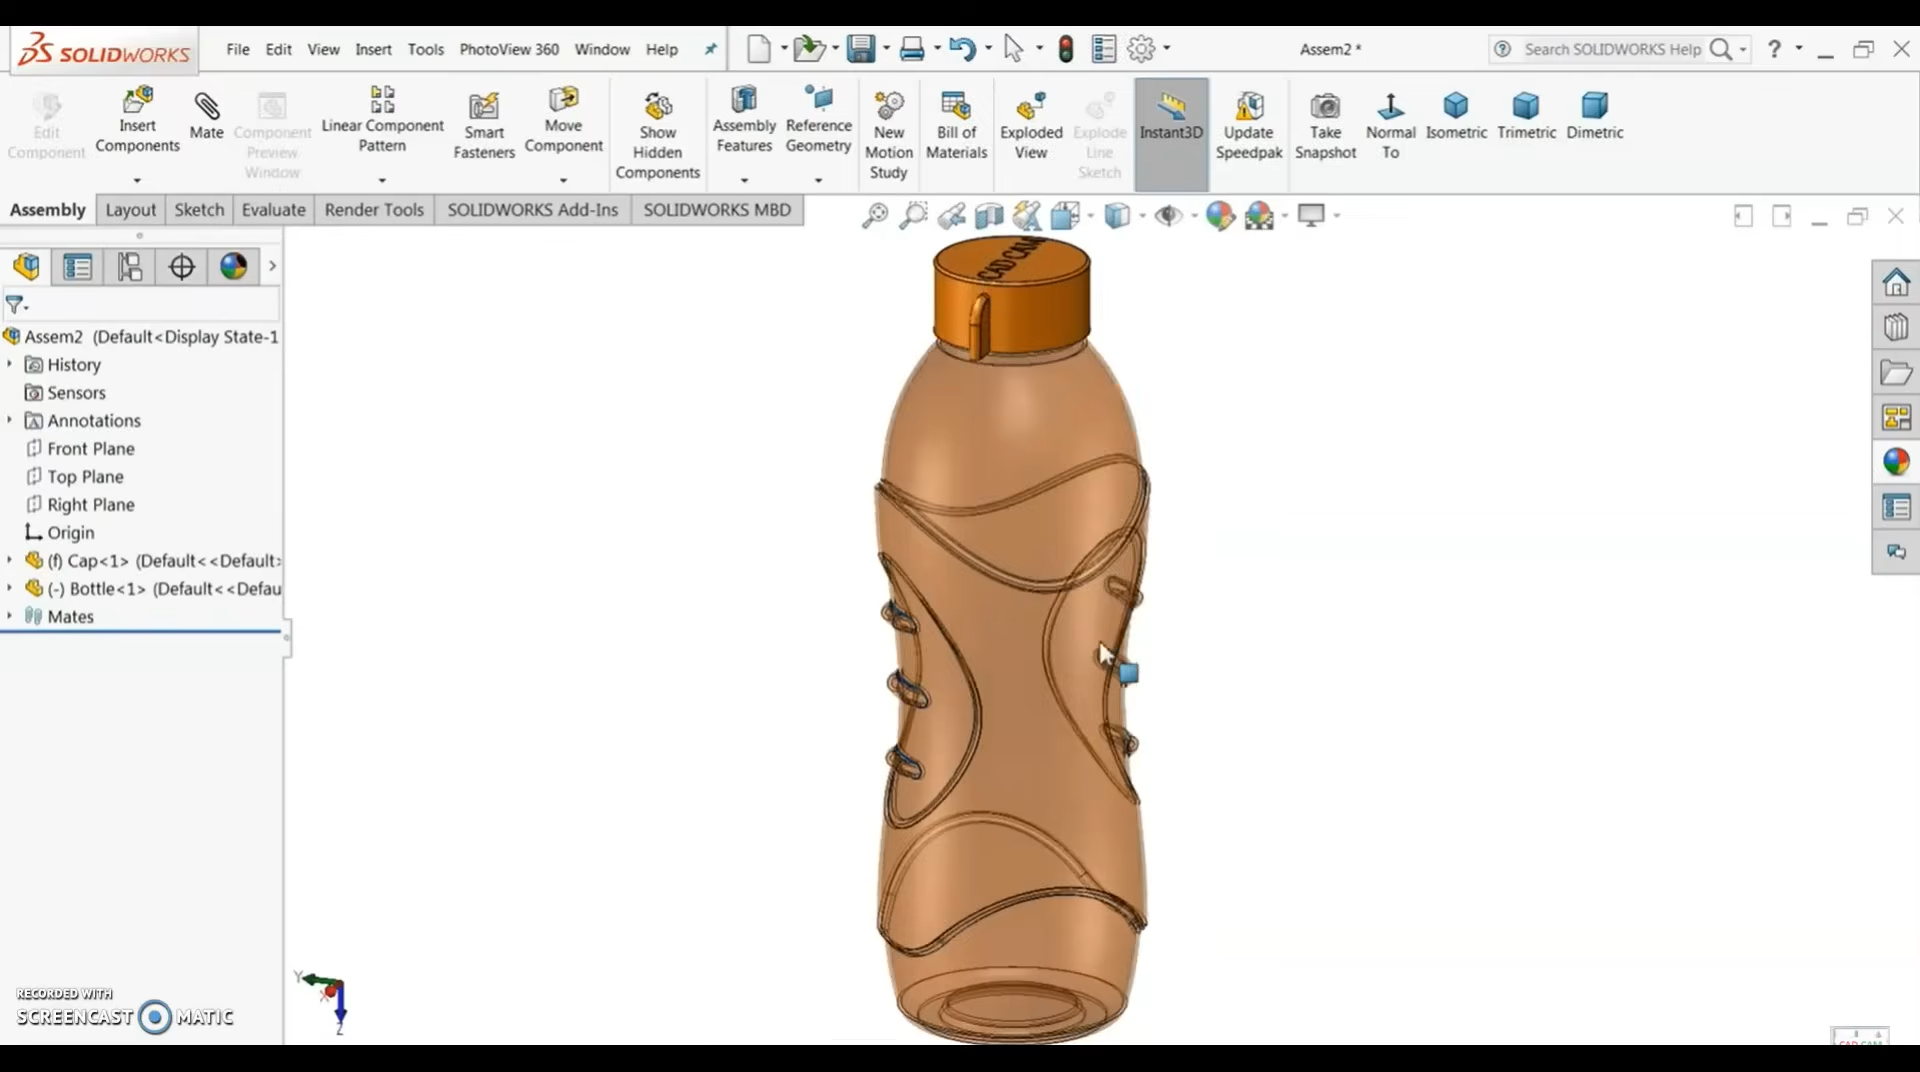 SOLIDWORKS File Edit View Insert Tools PhotoView 360 Window Help Assem2 * Search SOLIDWORKS Help ?
Edit Component
Insert Components
Mate
Component Preview Window
Linear Component Pattern
Smart Fasteners
Move Component
Show Hidden Components
Assembly Features
Reference Geometry
New Motion Study
Bill of Materials
Exploded View
Explode Line Sketch
Instant3D
Update Speedpak
Take Snapshot
Normal To
Isometric
Trimetric
Dimetric
Assembly Layout Sketch Evaluate Render Tools SOLIDWORKS Add-Ins SOLIDWORKS MBD
Assem2 (Default<Display State-1
History
Sensors
Annotations
Front Plane
Top Plane
Right Plane
Origin
(f) Cap<1> (Default<<Default>
(-) Bottle<1> (Default<<Defau
Mates
CAD CAM
Y
X
Z
RECORDED WITH
SCREENCAST MATIC
CAD CAM